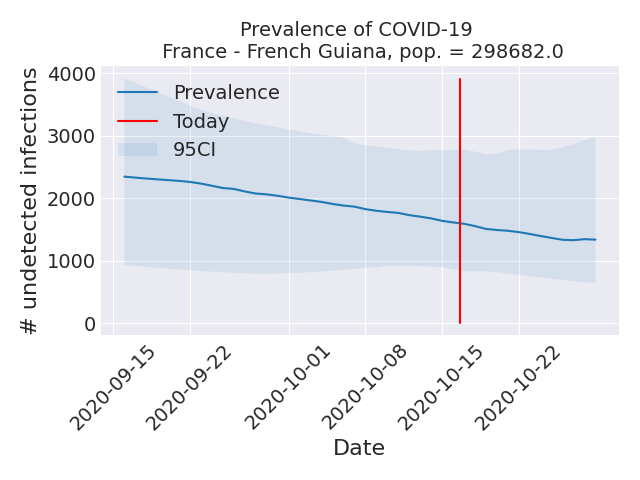 Prevalence of COVID-19
France - French Guiana, pop. = 298682.0
# undetected infections
4000
3000
2000
1000
0
Prevalence
Today
95CI
2020-09-15
2020-09-22
2020-10-01
2020-10-08
2020-10-15
2020-10-22
Date